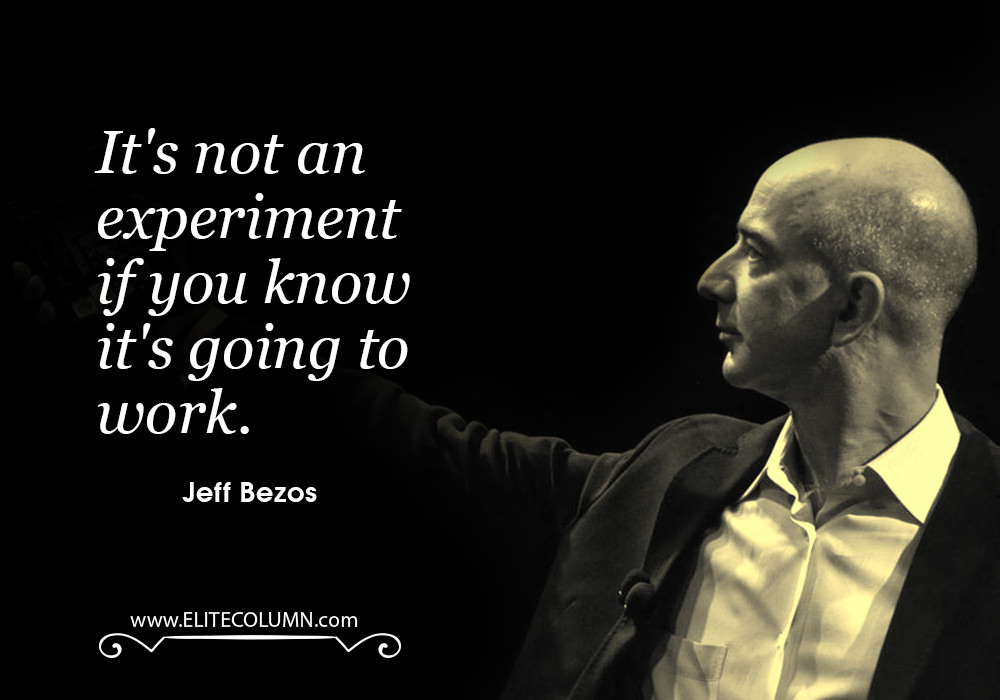 It's not an
experiment
if you know
it's going to
work.
Jeff Bezos
www.ELITECOLUMN.com